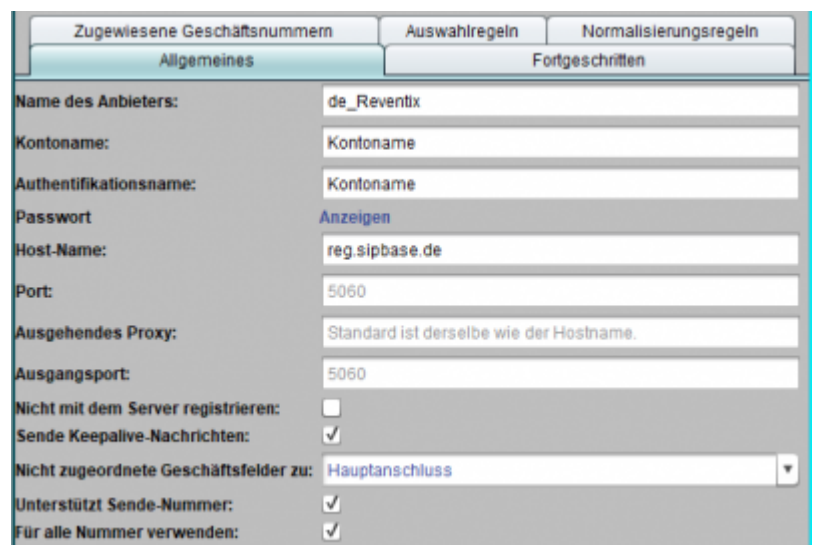 Zugewiesene Geschäftsnummern Auswahlregeln Normalisierungsregeln
Allgemeines Fortgeschritten
Name des Anbieters: de_Reventix
Kontoname: Kontoname
Authentifikationsname: Kontoname
Passwort Anzeigen
Host-Name: reg.sipbase.de
Port: 5060
Ausgehendes Proxy: Standard ist derselbe wie der Hostname.
Ausgangsport: 5060
Nicht mit dem Server registrieren:
Sende Keepalive-Nachrichten:
Nicht zugeordnete Geschäftsfelder zu: Hauptanschluss
Unterstützt Sende-Nummer:
Für alle Nummer verwenden: